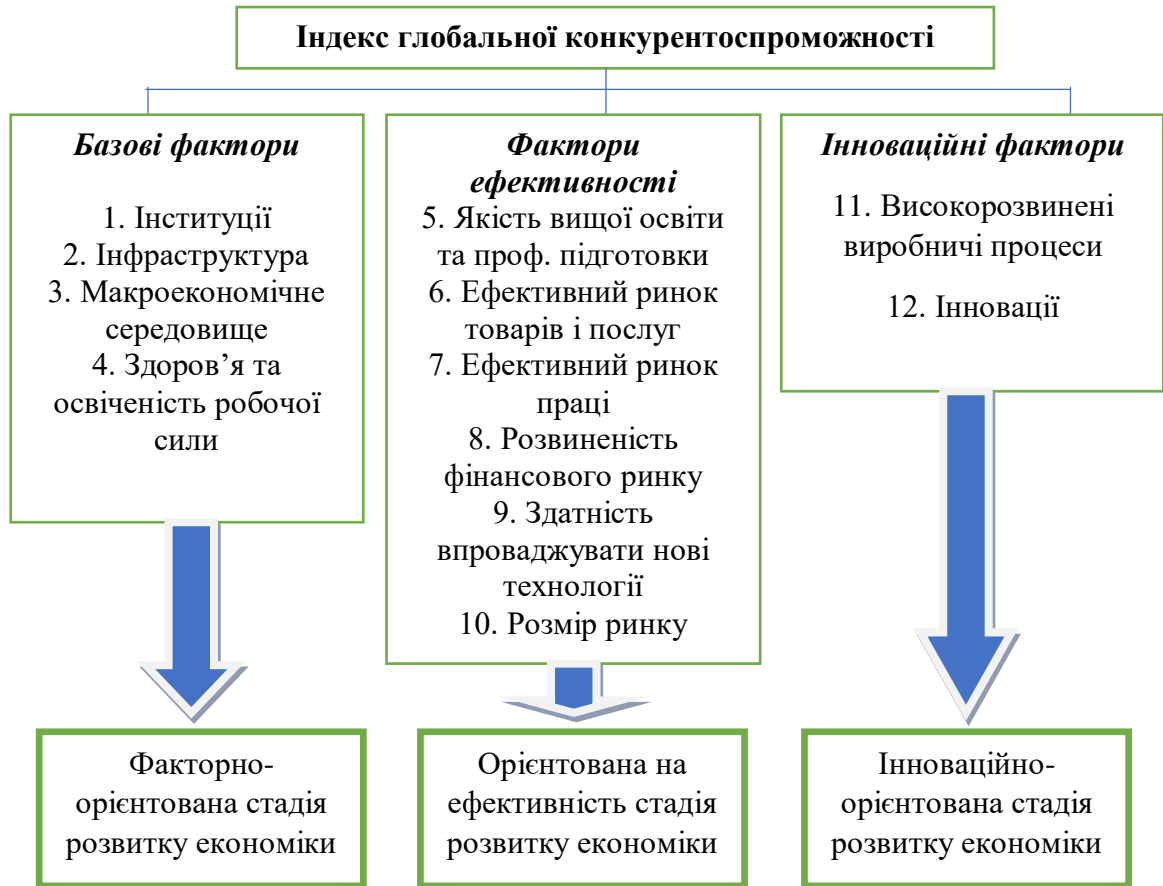 Індекс глобальної конкурентоспроможності
Базові фактори
1. Інституції
2. Інфраструктура
3. Макроекономічне
середовище
4. Здоров’я та
освіченість робочої
сили
Фактори
ефективності
5. Якість вищої освіти
та проф. підготовки
6. Ефективний ринок
товарів і послуг
7. Ефективний ринок
праці
8. Розвиненість
фінансового ринку
9. Здатність
впроваджувати нові
технології
10. Розмір ринку
Інноваційні фактори
11. Високорозвинені
виробничі процеси
12. Інновації
Факторно-
орієнтована стадія
розвитку економіки
Орієнтована на
ефективність стадія
розвитку економіки
Інноваційно-
орієнтована стадія
розвитку економіки